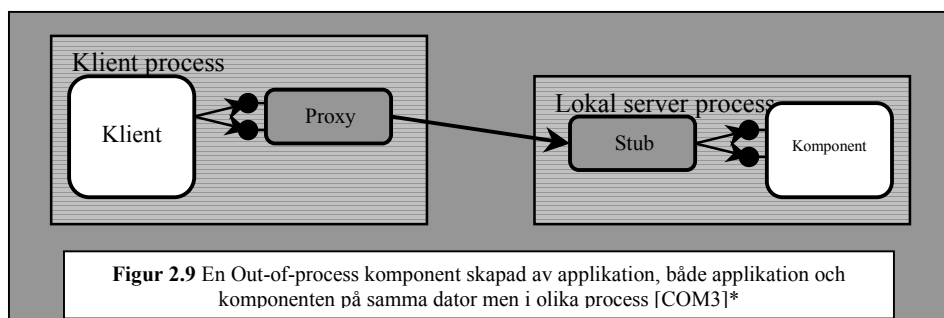 Klient process
Klient
Proxy
Lokal server process
Stub
Komponent
Figur 2.9 En Out-of-process komponent skapad av applikation, både applikation och
komponenten på samma dator men i olika process [COM3]*